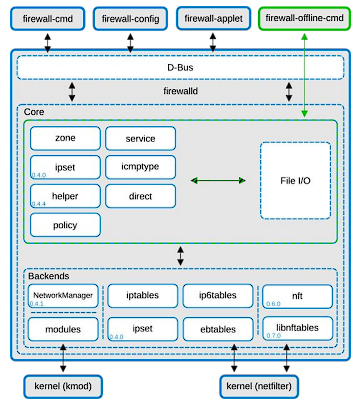 firewall-cmd
firewall-config
firewall-applet
firewall-offline-cmd
D-Bus
firewalld
Core
zone
service
ipset
0.4.0
icmptype
helper
0.4.4
direct
policy
File I/O
Backends
NetworkManager
0.4.1
iptables
ip6tables
nft
0.6.0
modules
ipset
0.4.0
ebtables
libnftables
0.7.0
kernel (kmod)
kernel (netfilter)